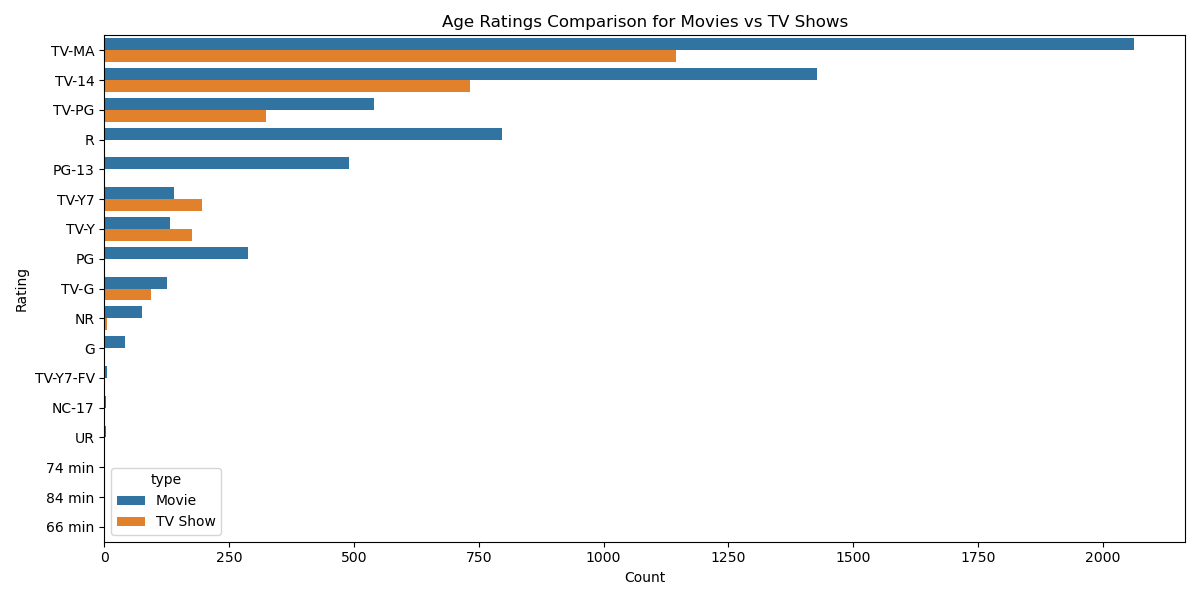 Age Ratings Comparison for Movies vs TV Shows
Rating
TV-MA
TV-14
TV-PG
R
PG-13
TV-Y7
TV-Y
PG
TV-G
NR
G
TV-Y7-FV
NC-17
UR
74 min
84 min
66 min
type
Movie
TV Show
0 250 500 750 1000 1250 1500 1750 2000
Count